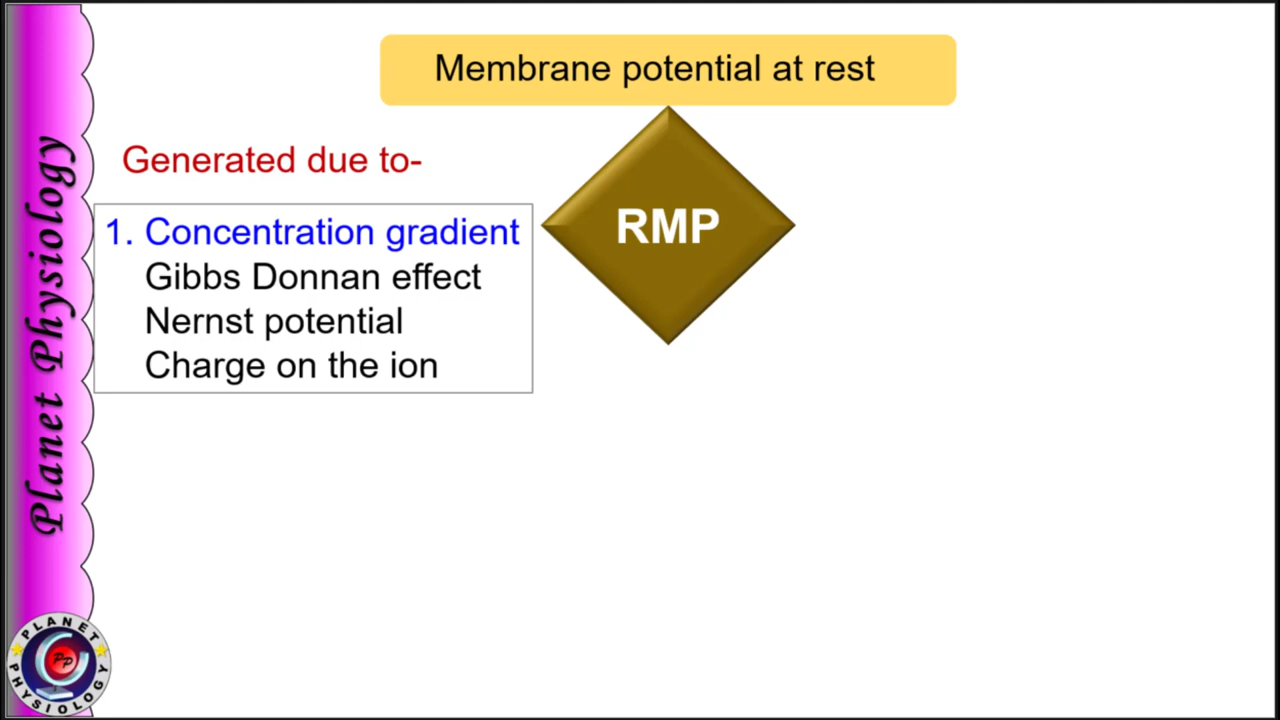 Membrane potential at rest
Generated due to-
RMP
1. Concentration gradient
Gibbs Donnan effect
Nernst potential
Charge on the ion
Planet Physiology
PLANET
PP
PHYSIOLOGY